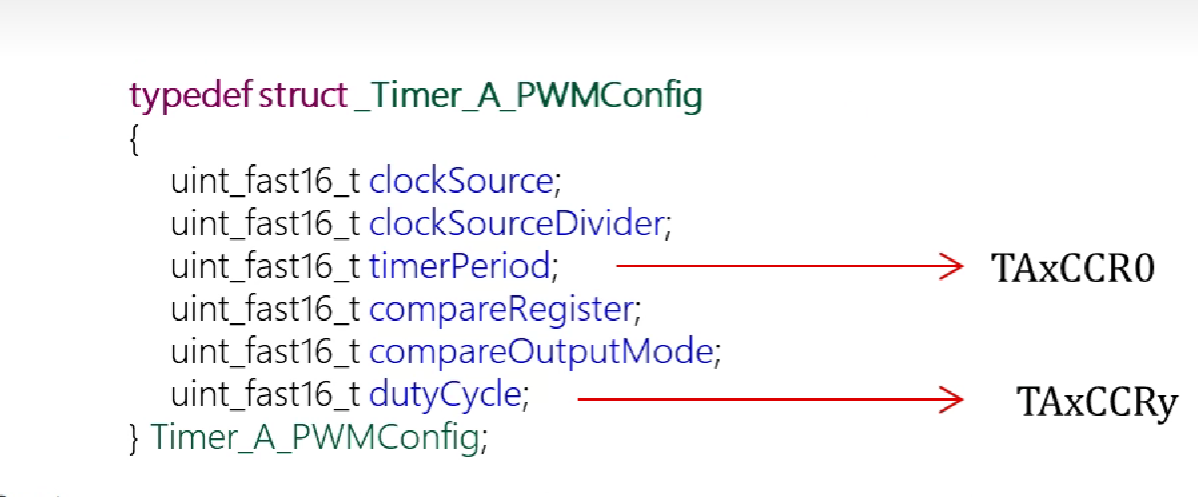 typedef struct _Timer_A_PWMConfig
{
uint_fast16_t clockSource;
uint_fast16_t clockSourceDivider;
uint_fast16_t timerPeriod; TAxCCR0
uint_fast16_t compareRegister;
uint_fast16_t compareOutputMode;
uint_fast16_t dutyCycle; TAxCCRy
} Timer_A_PWMConfig;